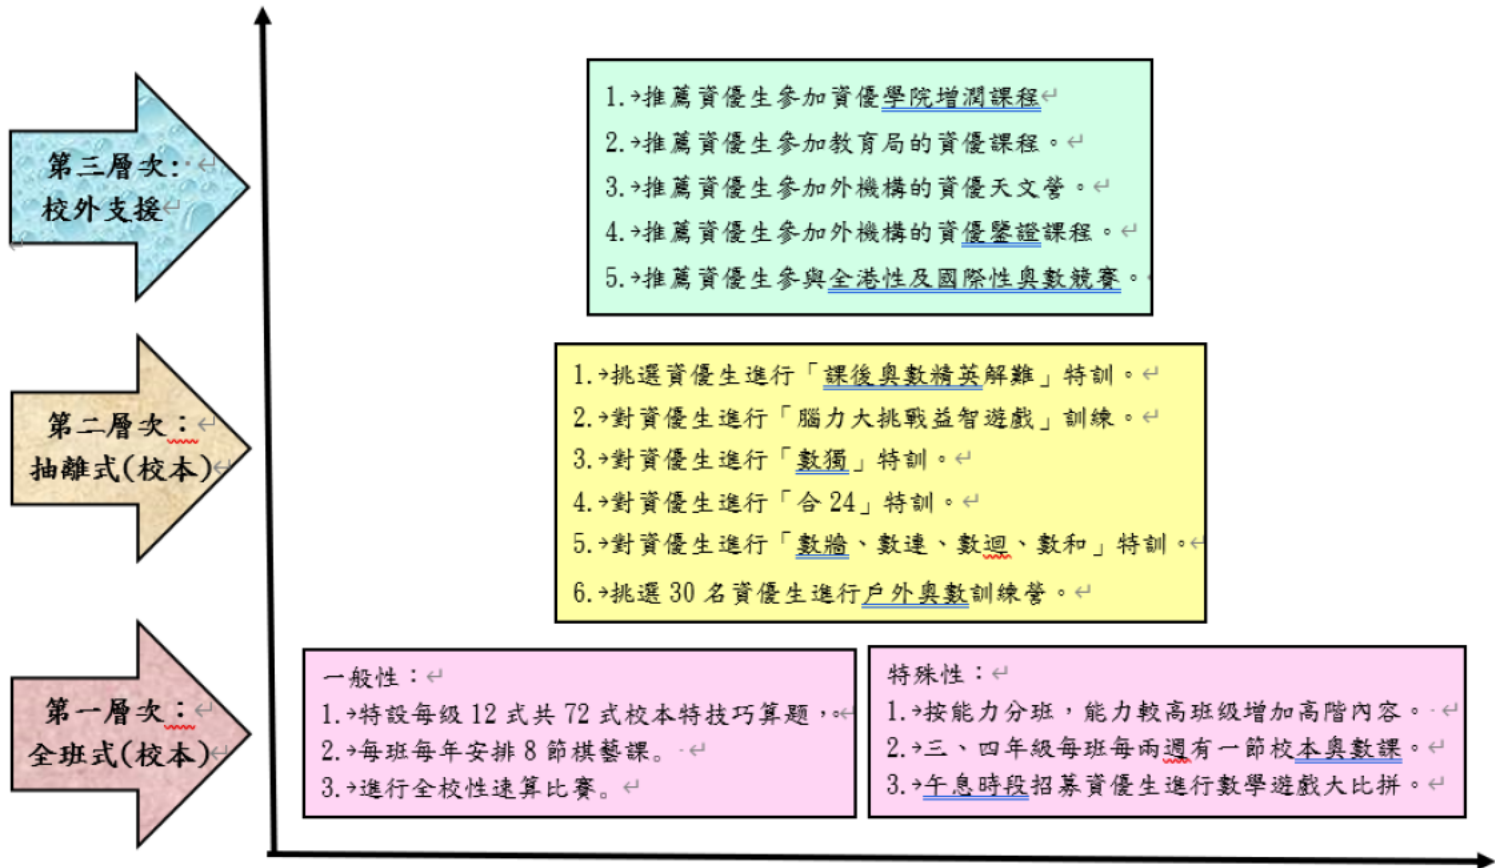 第三層次:
校外支援
1.→推薦資優生參加資優學院增潤課程
2.→推薦資優生參加教育局的資優課程。
3.→推薦資優生參加外機構的資優天文營。
4.→推薦資優生參加外機構的資優鑒證課程。
5.→推薦資優生參與全港性及國際性奧數競賽。
第二層次：
抽離式(校本)
1.→挑選資優生進行「課後奧數精英解難」特訓。
2.→對資優生進行「腦力大挑戰益智遊戲」訓練。
3.→對資優生進行「數獨」特訓。
4.→對資優生進行「合 24」特訓。
5.→對資優生進行「數牆、數連、數迴、數和」特訓。
6.→挑選 30 名資優生進行戶外奧數訓練營。
第一層次：
全班式(校本)
一般性：
1.→特設每级 12 式共 72 式校本特技巧算題，。
2.→每班每年安排 8 節棋藝課。
3.→進行全校性速算比賽。
特殊性：
1.→按能力分班，能力較高班级增加高階內容。
2.→三、四年級每班每兩週有一節校本奧數課。
3.→午息時段招募資優生進行數學遊戲大比拼。